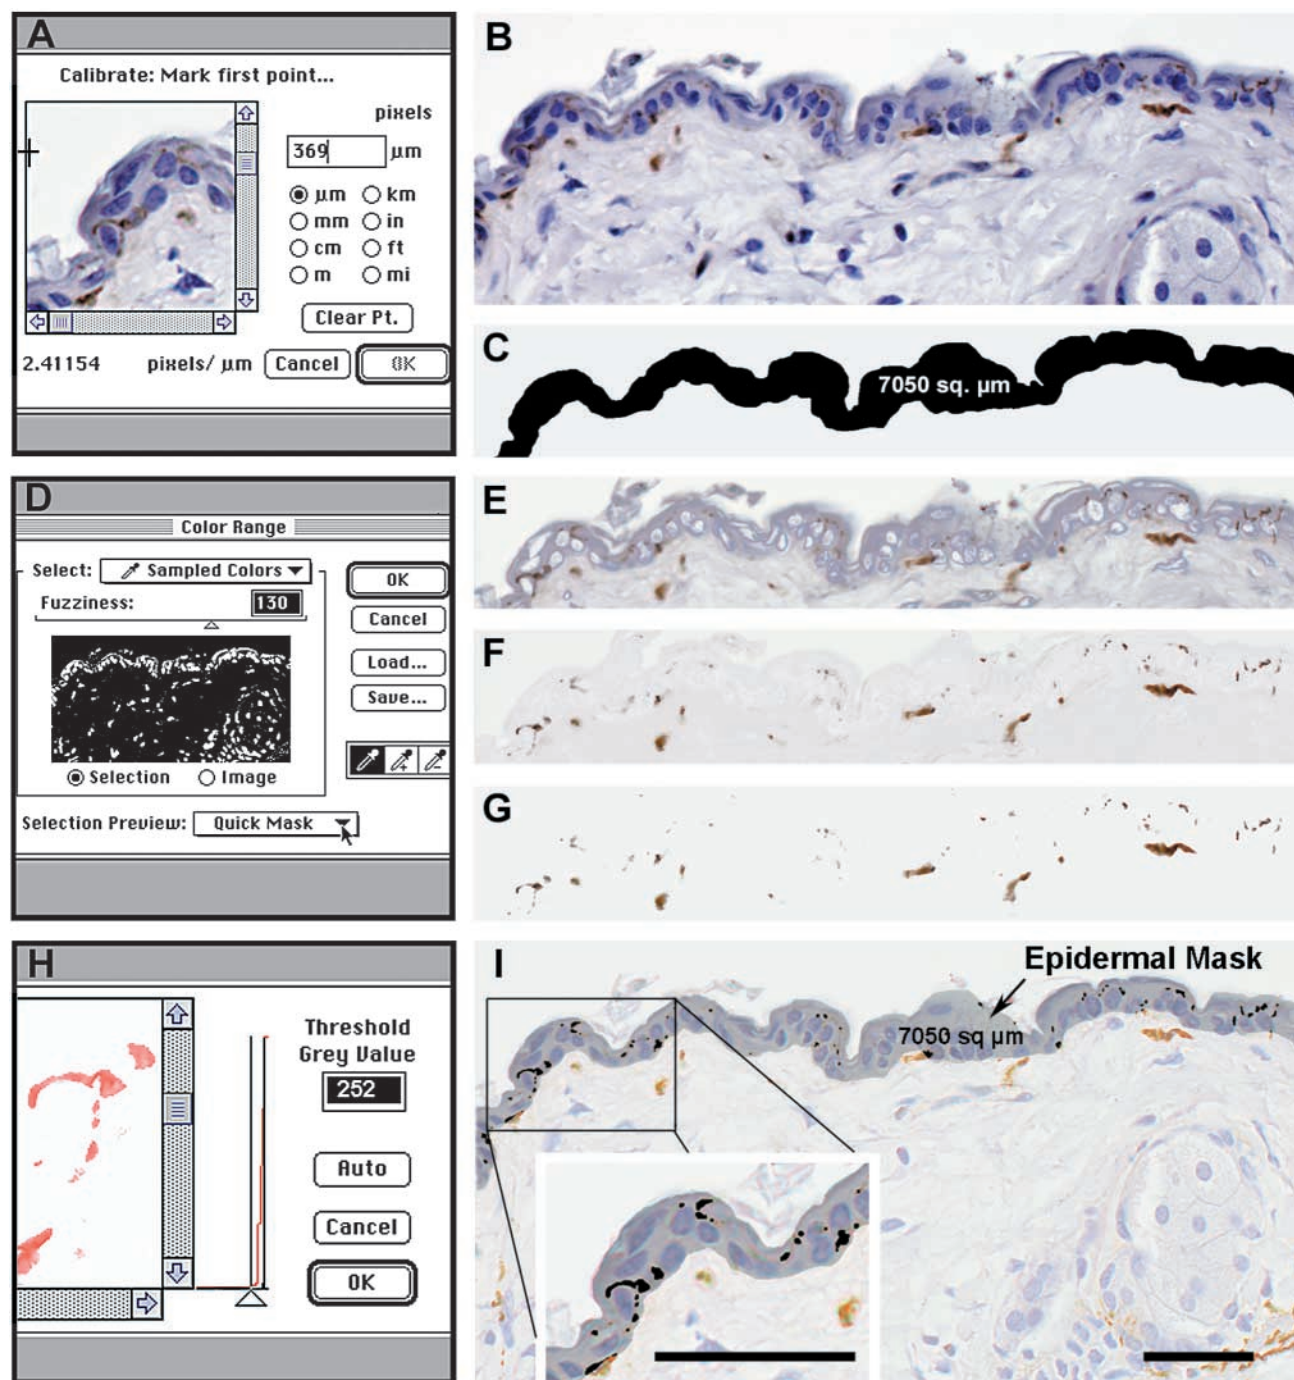 A
Calibrate: Mark first point...
pixels
369 µm
µm km
mm in
cm ft
m mi
Clear Pt.
2.41154 pixels/ µm Cancel OK
B
C
7050 sq. µm
D
Color Range
Select: Sampled Colors
Fuzziness: 130
OK
Cancel
Load...
Save...
Selection Image
Selection Preview: Quick Mask
E
F
G
H
Threshold
Grey Value
252
Auto
Cancel
OK
I
Epidermal Mask
7050 sq µm